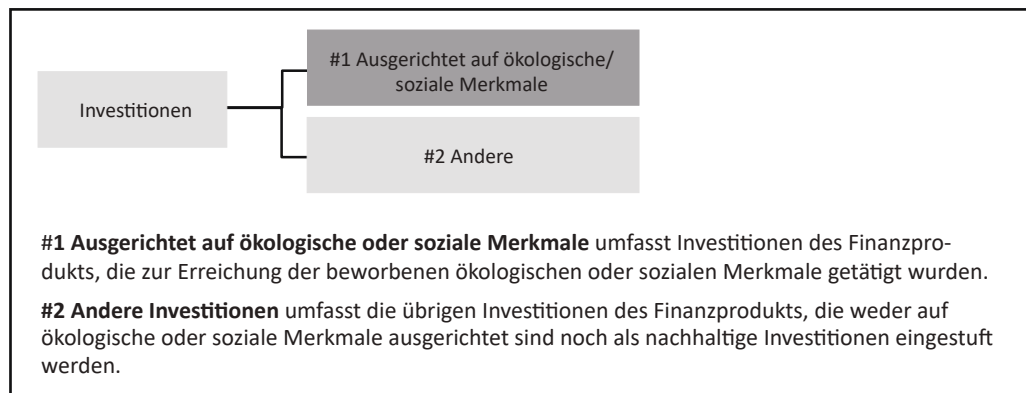 #1 Ausgerichtet auf ökologische/
soziale Merkmale
Investitionen
#2 Andere
#1 Ausgerichtet auf ökologische oder soziale Merkmale umfasst Investitionen des Finanzpro-
dukts, die zur Erreichung der beworbenen ökologischen oder sozialen Merkmale getätigt wurden.
#2 Andere Investitionen umfasst die übrigen Investitionen des Finanzprodukts, die weder auf
ökologische oder soziale Merkmale ausgerichtet sind noch als nachhaltige Investitionen eingestuft
werden.